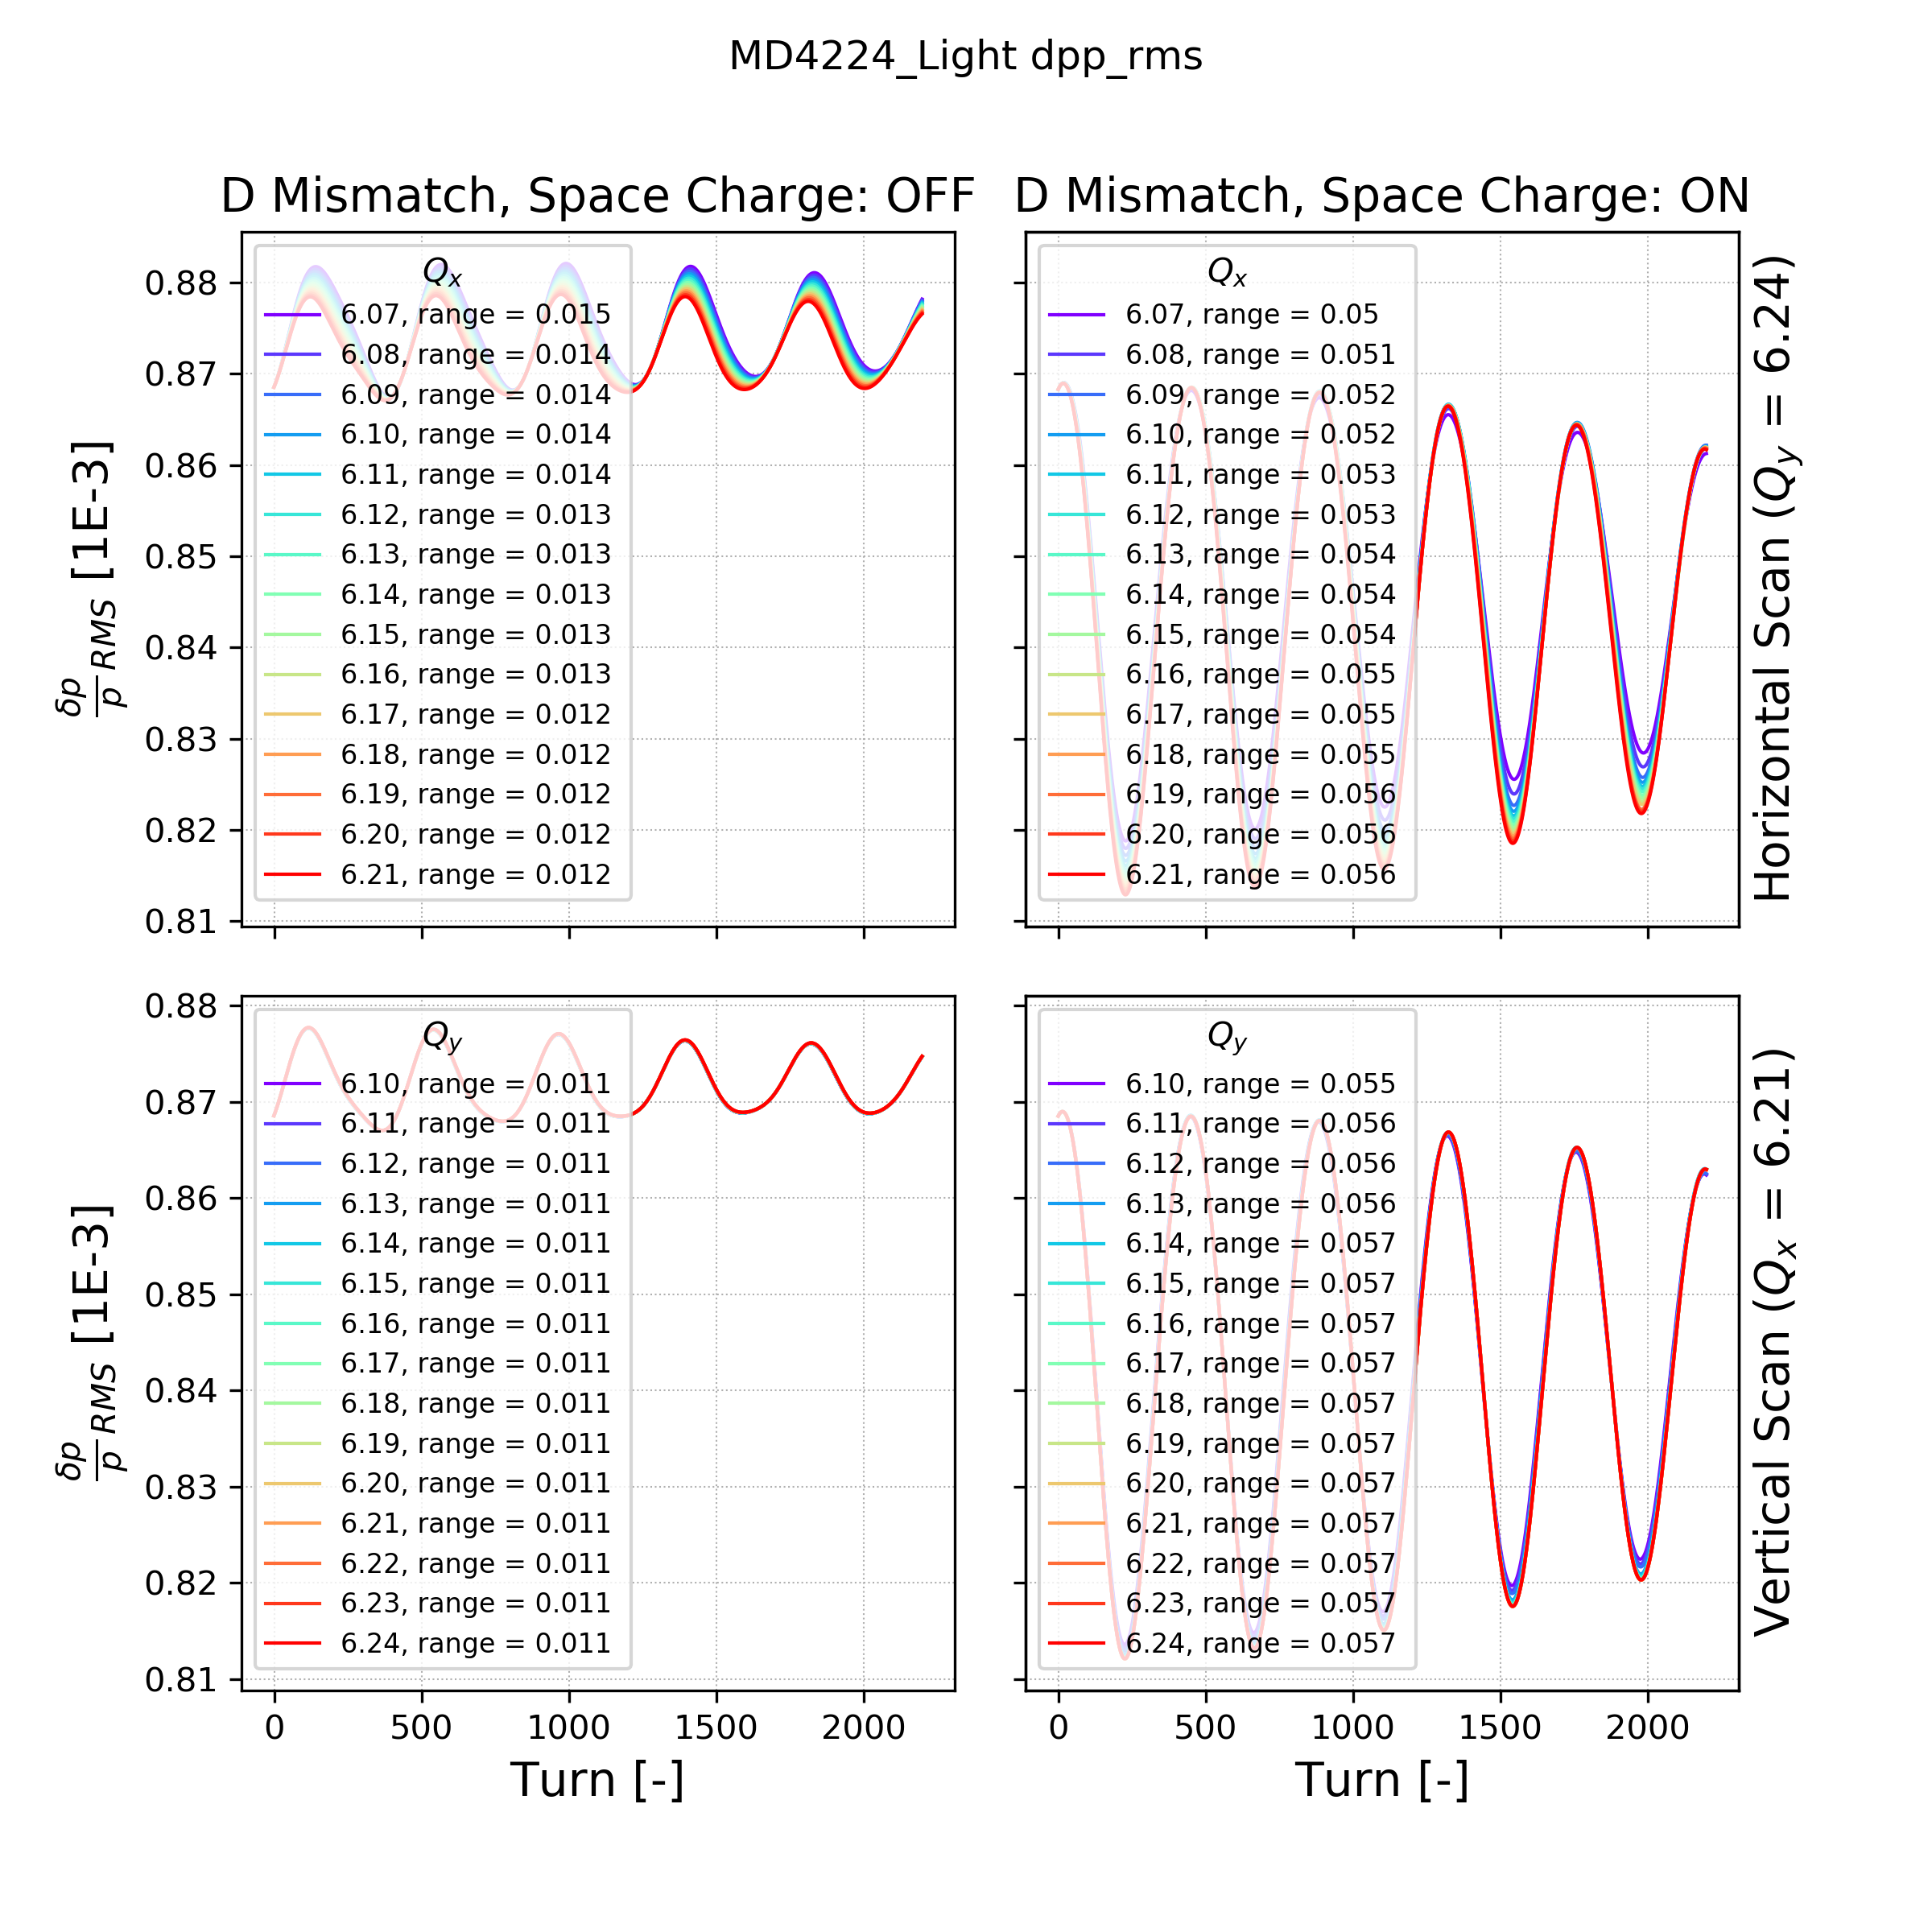 MD4224_Light dpp_rms
D Mismatch, Space Charge: OFF
D Mismatch, Space Charge: ON
0.88
0.87
0.86
0.85
0.84
0.83
0.82
0.81
δp/p RMS [1E-3]
Qx
6.07, range = 0.015
6.08, range = 0.014
6.09, range = 0.014
6.10, range = 0.014
6.11, range = 0.014
6.12, range = 0.013
6.13, range = 0.013
6.14, range = 0.013
6.15, range = 0.013
6.16, range = 0.013
6.17, range = 0.012
6.18, range = 0.012
6.19, range = 0.012
6.20, range = 0.012
6.21, range = 0.012
Qx
6.07, range = 0.05
6.08, range = 0.051
6.09, range = 0.052
6.10, range = 0.052
6.11, range = 0.053
6.12, range = 0.053
6.13, range = 0.054
6.14, range = 0.054
6.15, range = 0.054
6.16, range = 0.055
6.17, range = 0.055
6.18, range = 0.055
6.19, range = 0.056
6.20, range = 0.056
6.21, range = 0.056
Horizontal Scan (Qy = 6.24)
0.88
0.87
0.86
0.85
0.84
0.83
0.82
0.81
δp/p RMS [1E-3]
Qy
6.10, range = 0.011
6.11, range = 0.011
6.12, range = 0.011
6.13, range = 0.011
6.14, range = 0.011
6.15, range = 0.011
6.16, range = 0.011
6.17, range = 0.011
6.18, range = 0.011
6.19, range = 0.011
6.20, range = 0.011
6.21, range = 0.011
6.22, range = 0.011
6.23, range = 0.011
6.24, range = 0.011
Qy
6.10, range = 0.055
6.11, range = 0.056
6.12, range = 0.056
6.13, range = 0.056
6.14, range = 0.057
6.15, range = 0.057
6.16, range = 0.057
6.17, range = 0.057
6.18, range = 0.057
6.19, range = 0.057
6.20, range = 0.057
6.21, range = 0.057
6.22, range = 0.057
6.23, range = 0.057
6.24, range = 0.057
Vertical Scan (Qx = 6.21)
0 500 1000 1500 2000
0 500 1000 1500 2000
Turn [-]
Turn [-]